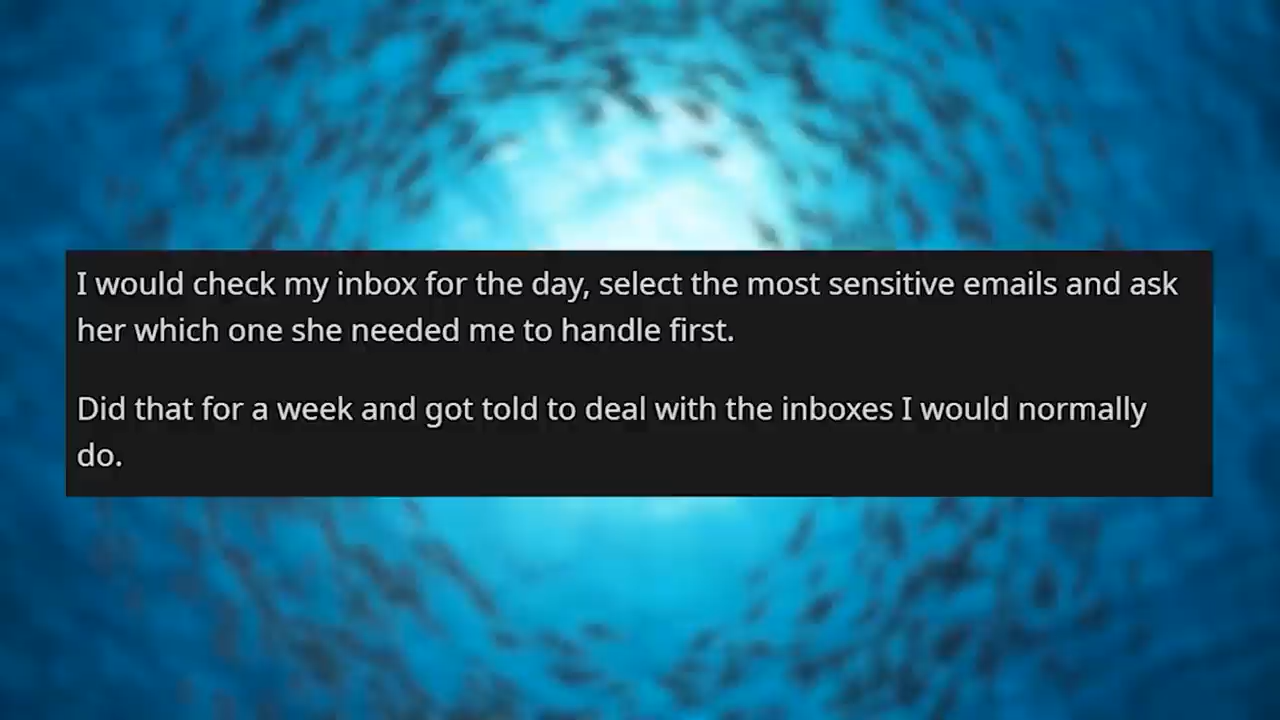 I would check my inbox for the day, select the most sensitive emails and ask
her which one she needed me to handle first.
Did that for a week and got told to deal with the inboxes I would normally
do.